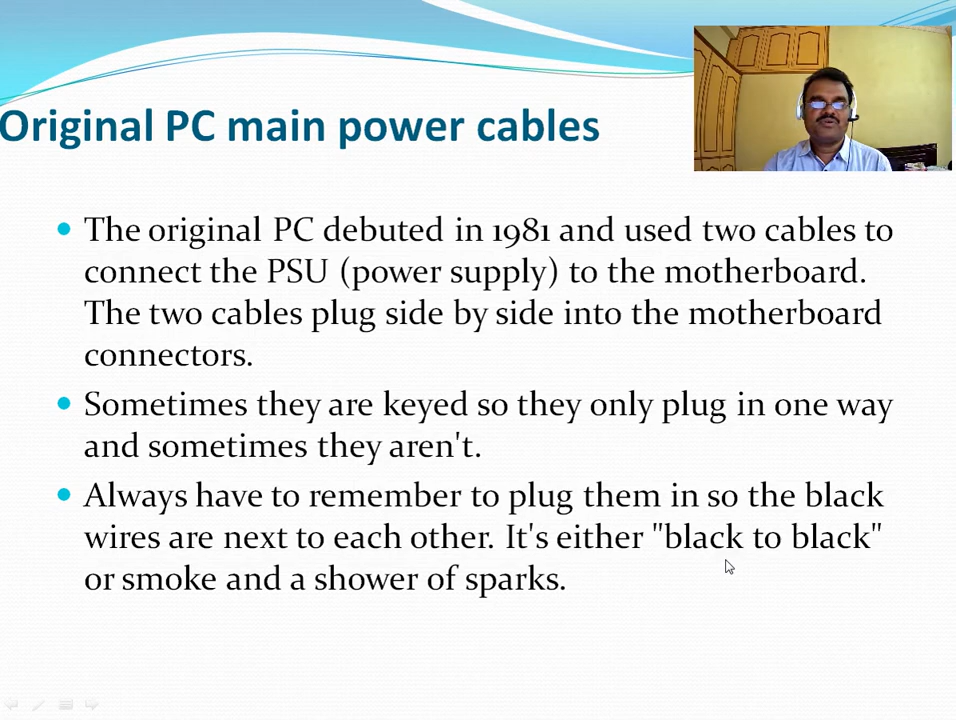 Original PC main power cables
The original PC debuted in 1981 and used two cables to
connect the PSU (power supply) to the motherboard.
The two cables plug side by side into the motherboard
connectors.
Sometimes they are keyed so they only plug in one way
and sometimes they aren't.
Always have to remember to plug them in so the black
wires are next to each other. It's either "black to black"
or smoke and a shower of sparks.